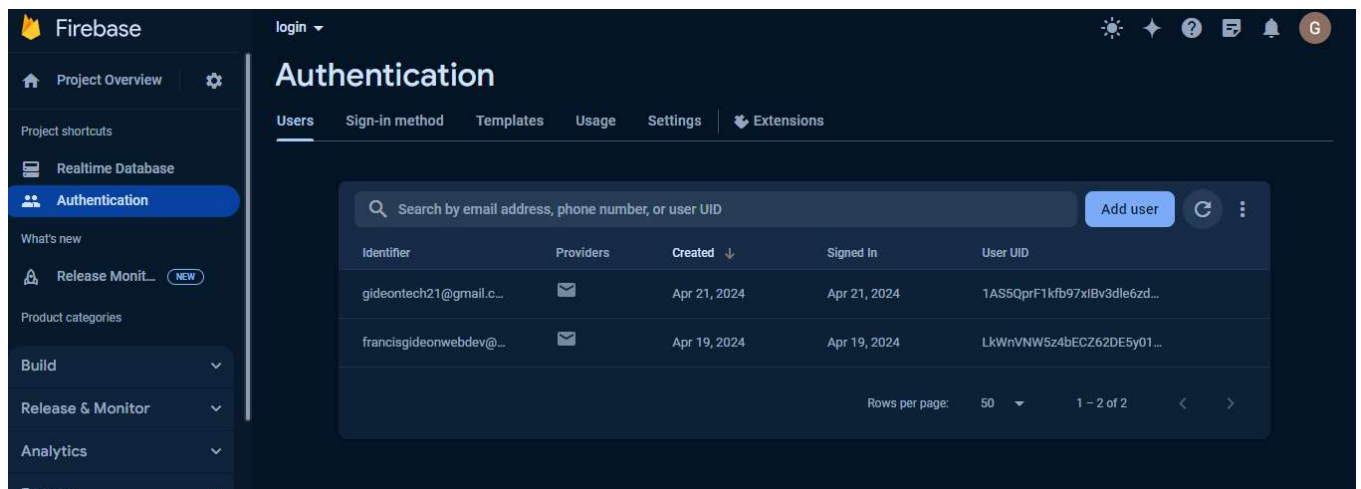 Firebase
login
G
Project Overview
Authentication
Users Sign-in method Templates Usage Settings Extensions
Project shortcuts
Realtime Database
Authentication
What's new
Release Monit... NEW
Product categories
Build
Release & Monitor
Analytics
Search by email address, phone number, or user UID Add user
Identifier Providers Created Signed In User UID
gideontech21@gmail.c... Apr 21, 2024 Apr 21, 2024 1AS5QprF1kfb97xIBv3dle6zd...
francisgideonwebdev@... Apr 19, 2024 Apr 19, 2024 LkWnVNW5z4bECZ62DE5y01...
Rows per page: 50 1 – 2 of 2